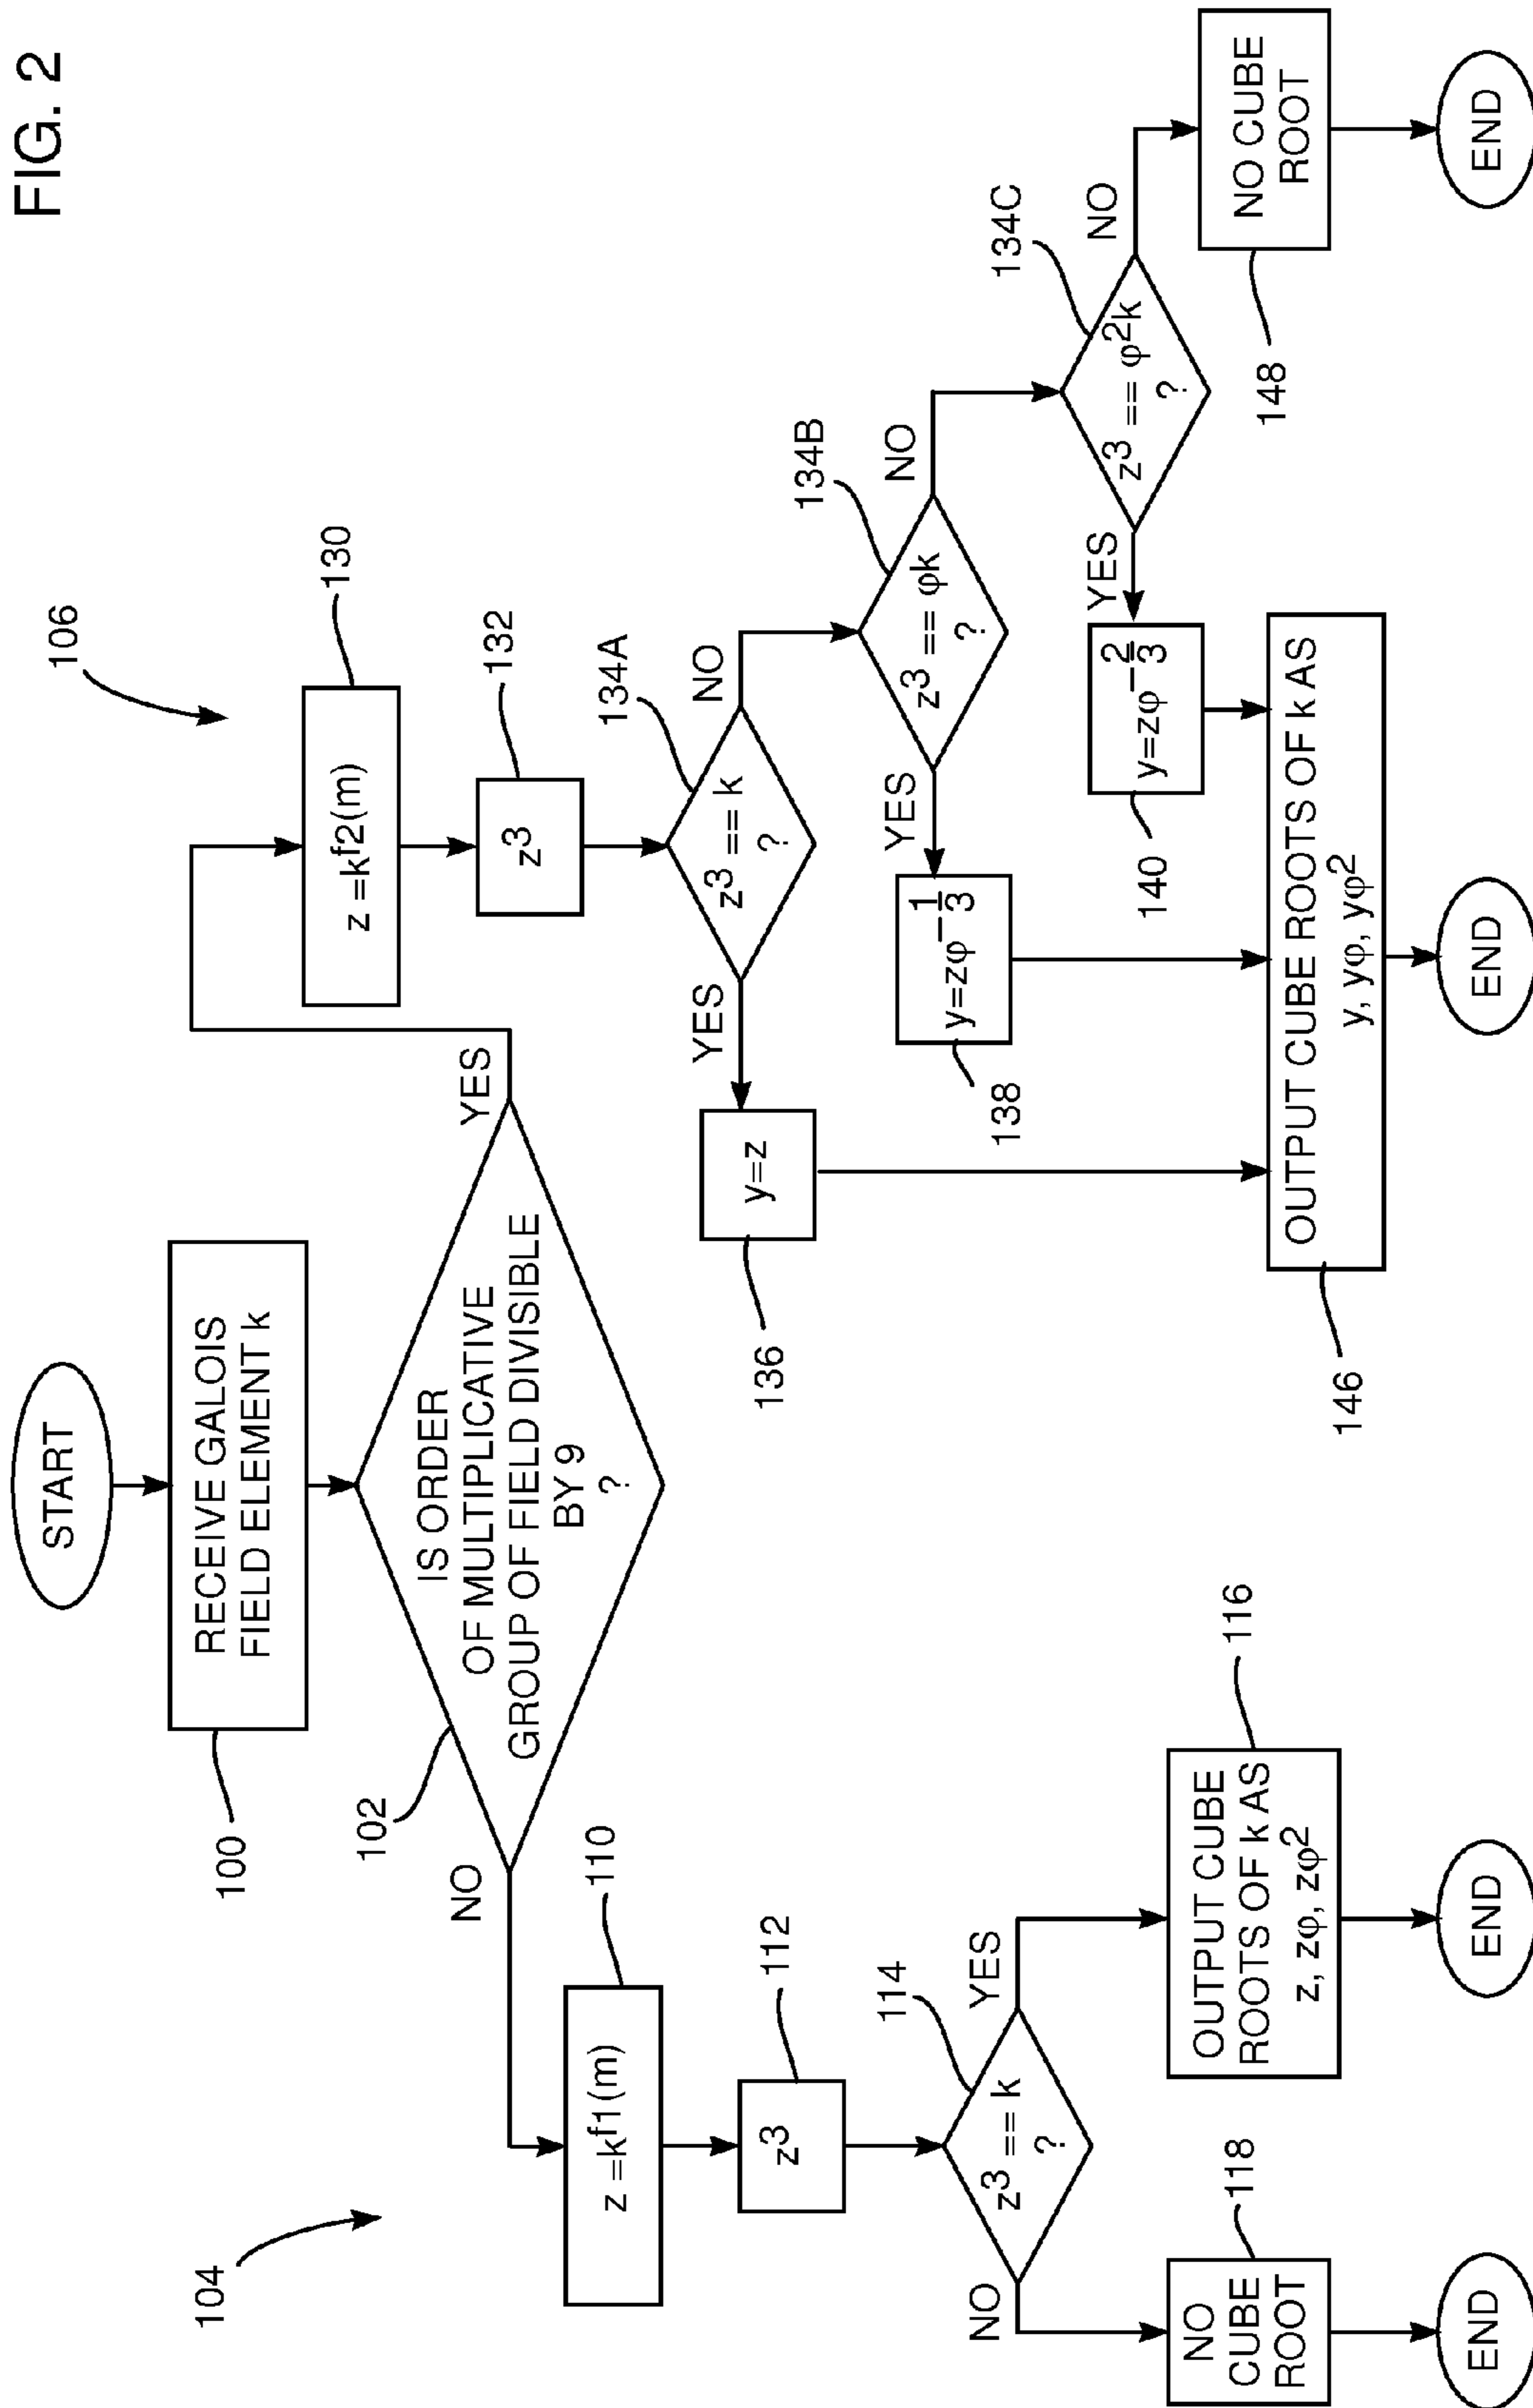 FIG. 2
START
RECEIVE GALOIS
FIELD ELEMENT k
100
IS ORDER
OF MULTIPLICATIVE
GROUP OF FIELD DIVISIBLE
BY 9
?
102
NO
YES
104
106
z =k^f1(m)
110
z^3
112
z^3 == k
?
114
NO
YES
NO
CUBE
ROOT
118
OUTPUT CUBE
ROOTS OF k AS
z, zφ, zφ^2
116
END
END
z =k^f2(m)
130
z^3
132
z^3 == k
?
134A
YES
NO
y=z
136
z^3 == φk
?
134B
YES
NO
y=zφ^-1/3
138
z^3 == φ^2k
?
134C
YES
NO
y=zφ^-2/3
140
OUTPUT CUBE ROOTS OF k AS
y, yφ, yφ^2
146
NO CUBE
ROOT
148
END
END